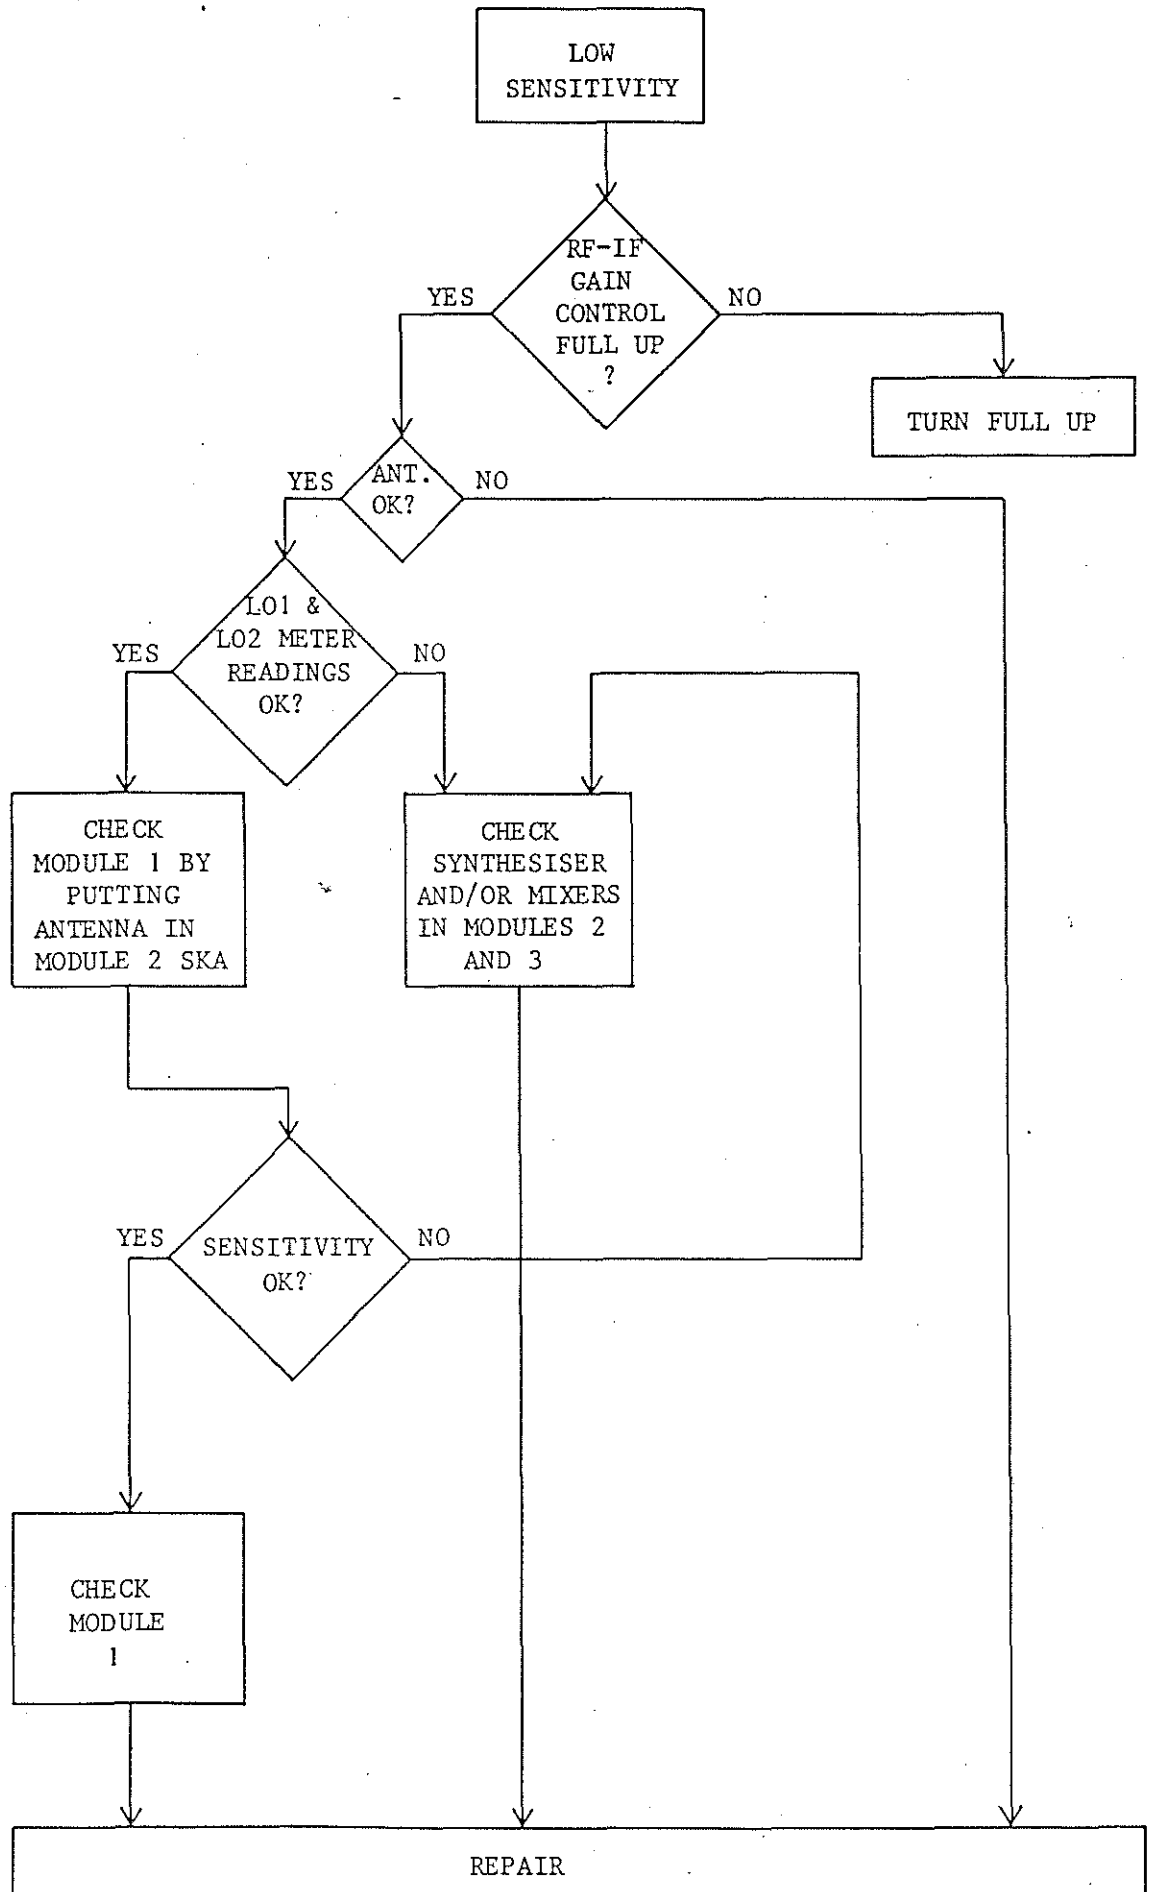 LOW
SENSITIVITY
RF-IF
GAIN
CONTROL
FULL UP
?
YES
NO
TURN FULL UP
ANT.
OK?
YES
NO
LO1 &
LO2 METER
READINGS
OK?
YES
NO
CHECK
MODULE 1 BY
PUTTING
ANTENNA IN
MODULE 2 SKA
CHECK
SYNTHESISER
AND/OR MIXERS
IN MODULES 2
AND 3
SENSITIVITY
OK?
YES
NO
CHECK
MODULE
1
REPAIR